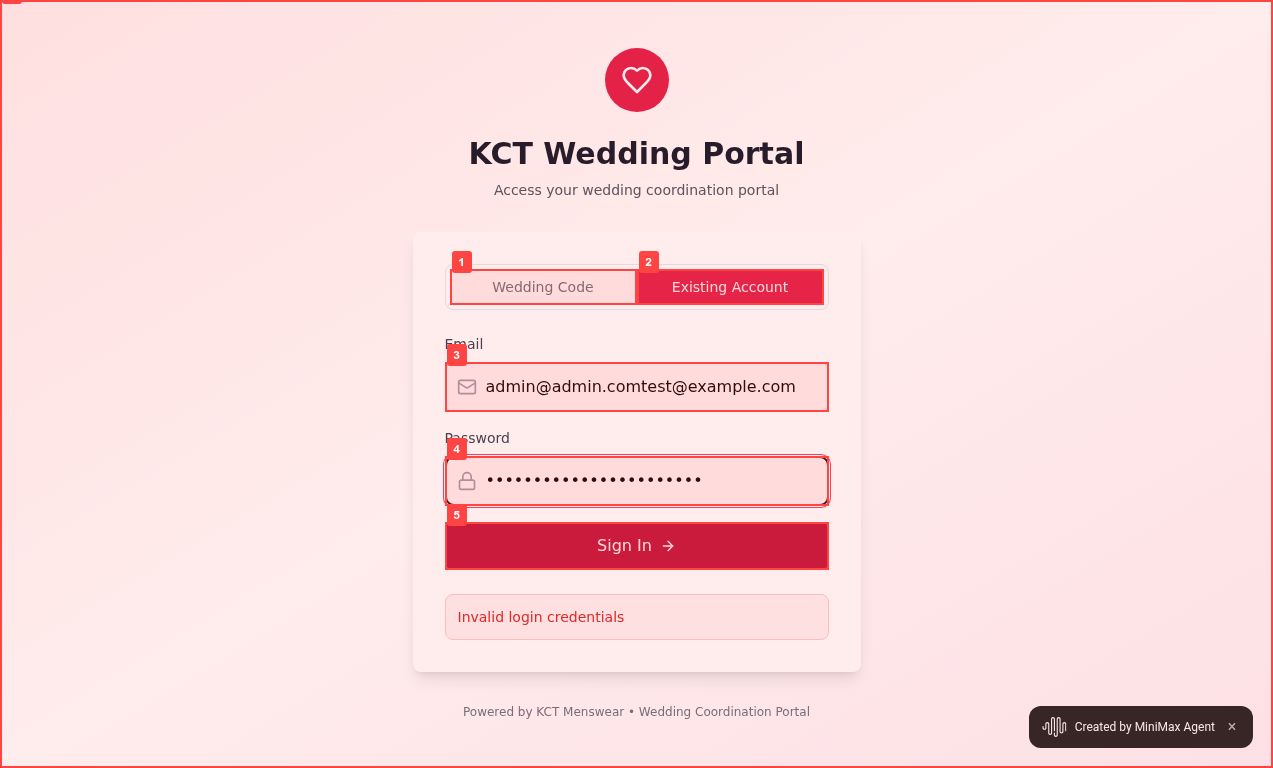 KCT Wedding Portal
Access your wedding coordination portal
1
2
Wedding Code
Existing Account
Email
3
admin@admin.comtest@example.com
Password
4
•••••••••••••••••••••••
5
Sign In →
Invalid login credentials
Powered by KCT Menswear • Wedding Coordination Portal
Created by MiniMax Agent ×